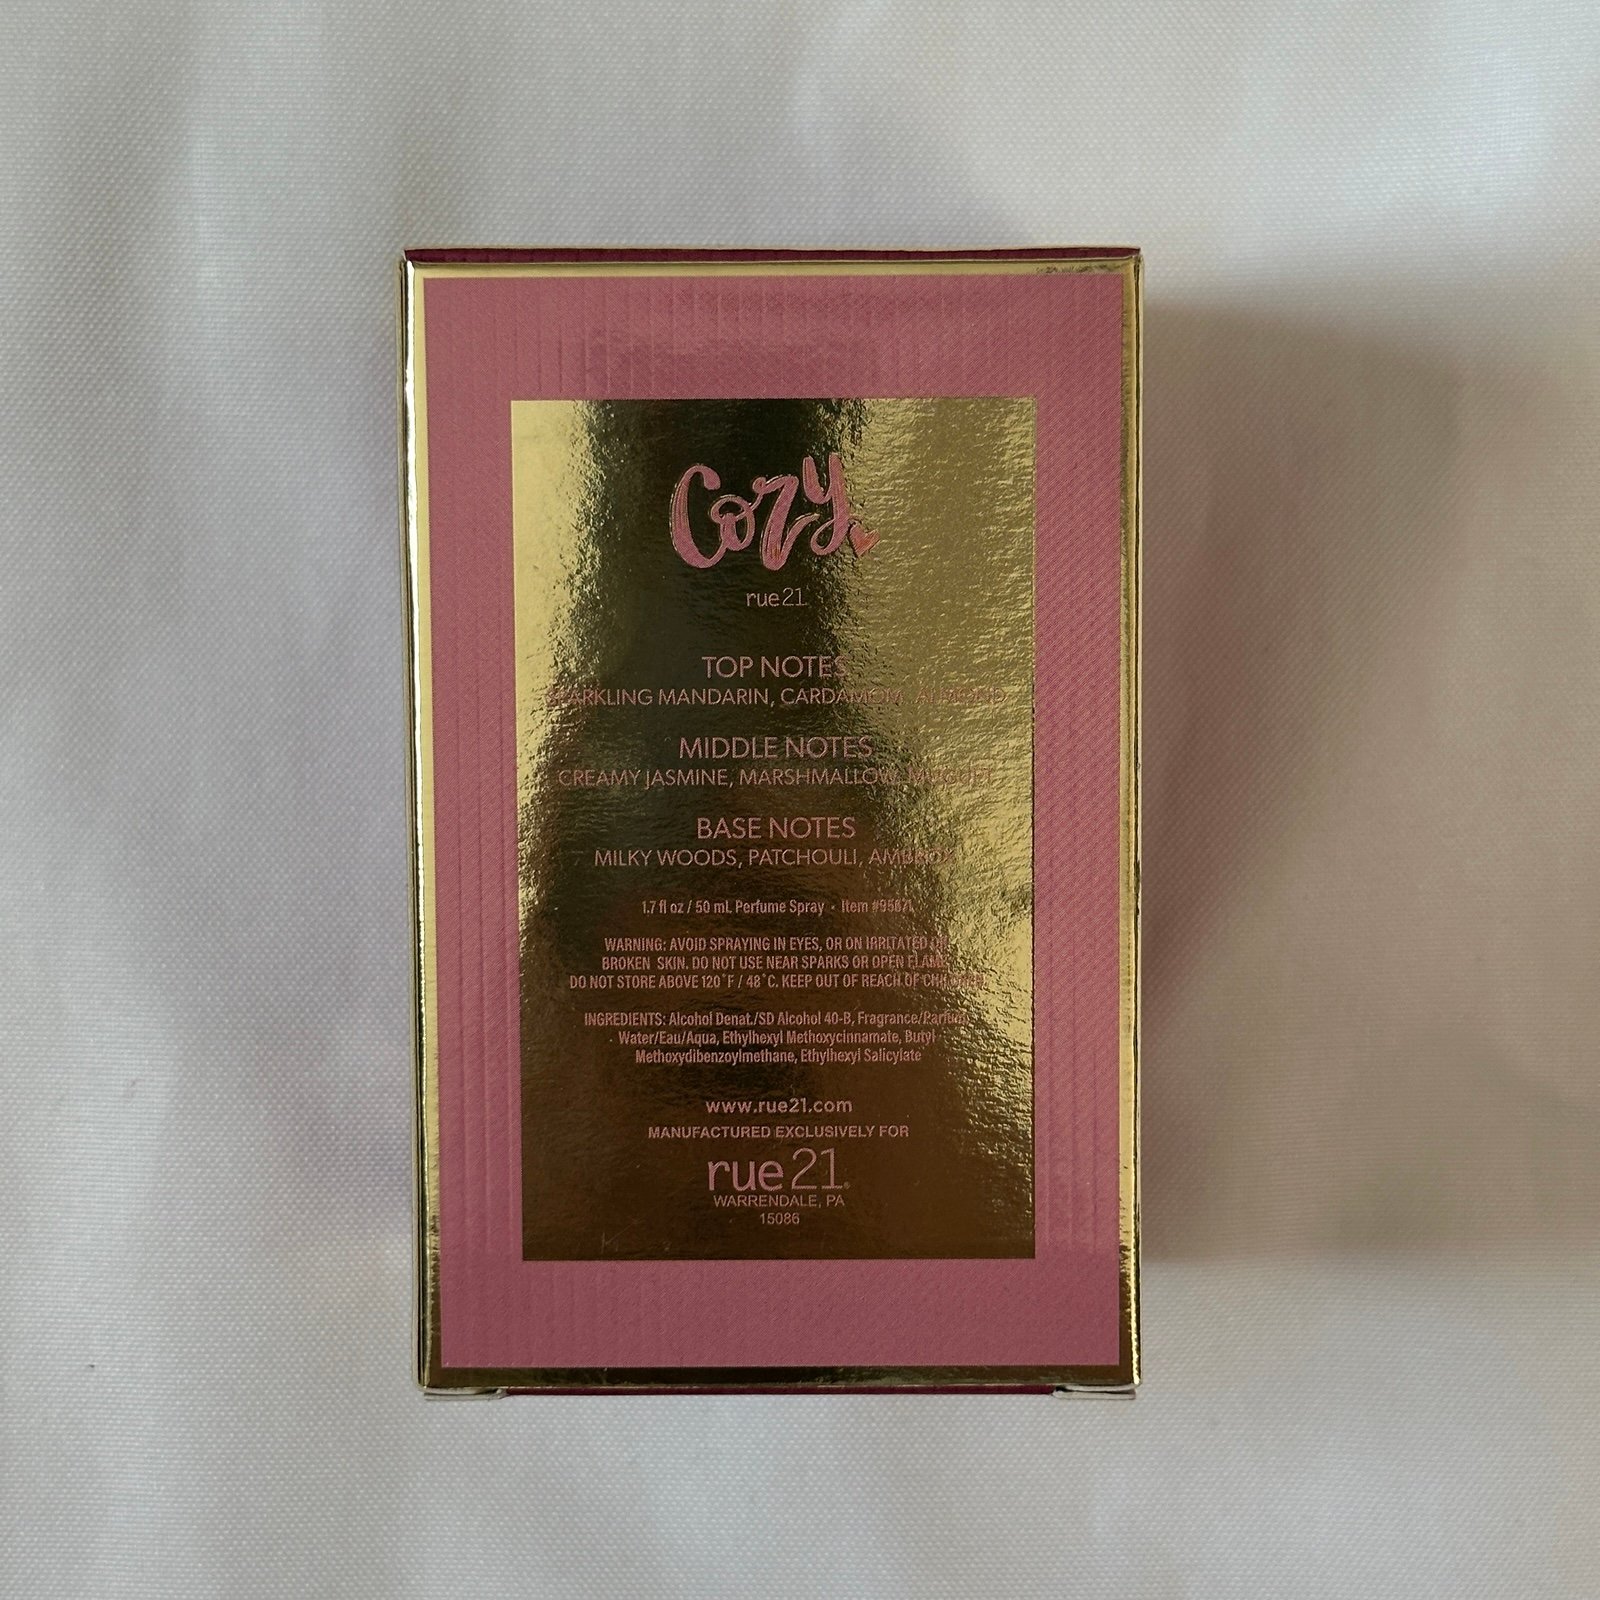 Cozy
rue21
TOP NOTES
SPARKLING MANDARIN, CARDAMOM, ALMOND
MIDDLE NOTES
CREAMY JASMINE, MARSHMALLOW, MUGUET
BASE NOTES
MILKY WOODS, PATCHOULI, AMBROX
1.7 fl oz / 50 mL Perfume Spray • Item
WARNING: AVOID SPRAYING IN EYES, OR ON IRRITATED OR
BROKEN SKIN. DO NOT USE NEAR SPARKS OR OPEN FLAME.
DO NOT STORE ABOVE 120°F / 48°C. KEEP OUT OF REACH OF CHILDREN
INGREDIENTS: Alcohol Denat./SD Alcohol 40-B, Fragrance/Parfum,
Water/Eau/Aqua, Ethylhexyl Methoxycinnamate, Butyl
Methoxydibenzoylmethane, Ethylhexyl Salicylate
www.rue21.com
MANUFACTURED EXCLUSIVELY FOR
rue21.
WARRENDALE, PA
15086